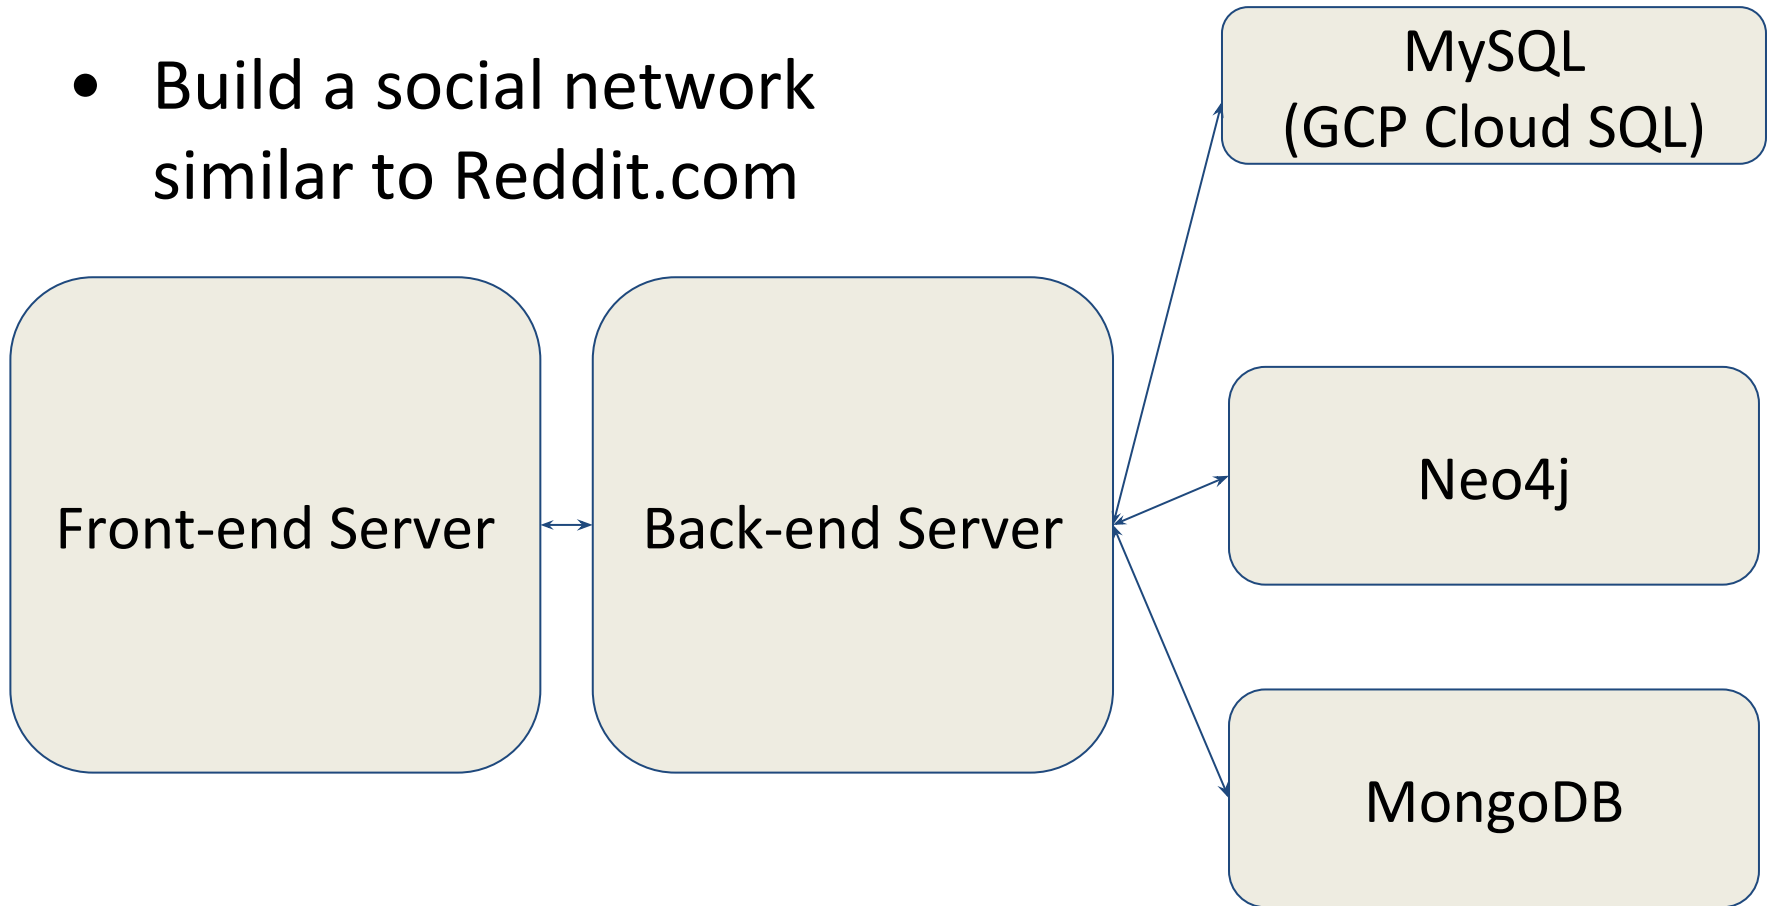 • Build a social network
similar to Reddit.com
MySQL
(GCP Cloud SQL)
Front-end Server
Back-end Server
Neo4j
MongoDB